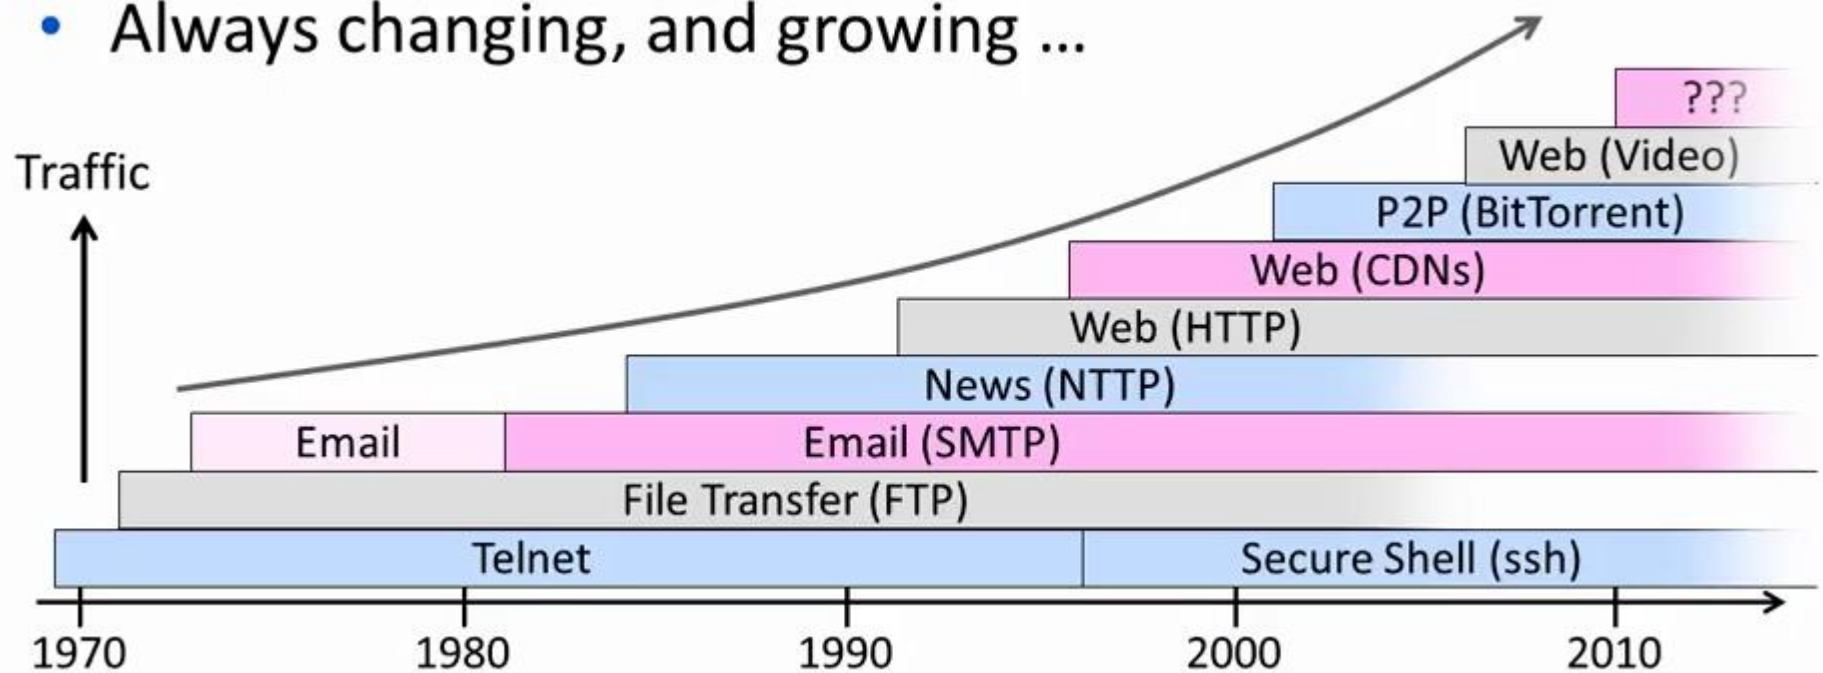 • Always changing, and growing ...
???
Web (Video)
Traffic
P2P (BitTorrent)
Web (CDNs)
Web (HTTP)
News (NTTP)
Email Email (SMTP)
File Transfer (FTP)
Telnet Secure Shell (ssh)
1970 1980 1990 2000 2010